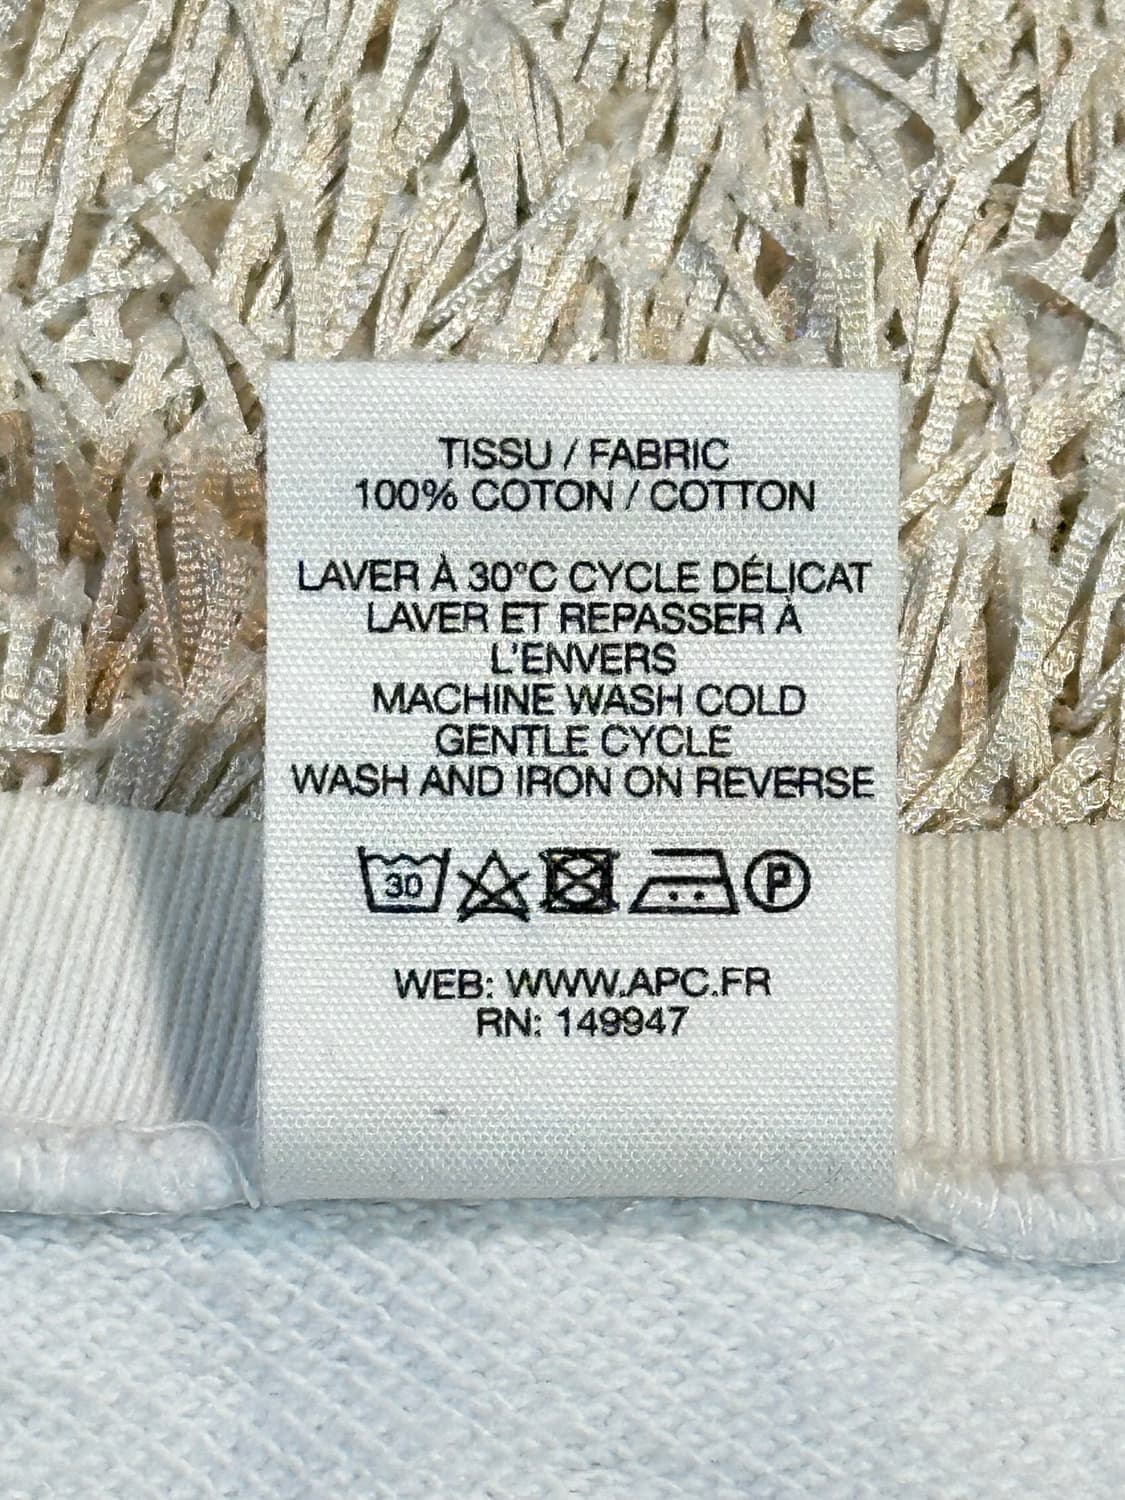 TISSU / FABRIC
100% COTON / COTTON
LAVER À 30°C CYCLE DÉLICAT
LAVER ET REPASSER À
L'ENVERS
MACHINE WASH COLD
GENTLE CYCLE
WASH AND IRON ON REVERSE
30 P
WEB: WWW.APC.FR
RN: 149947